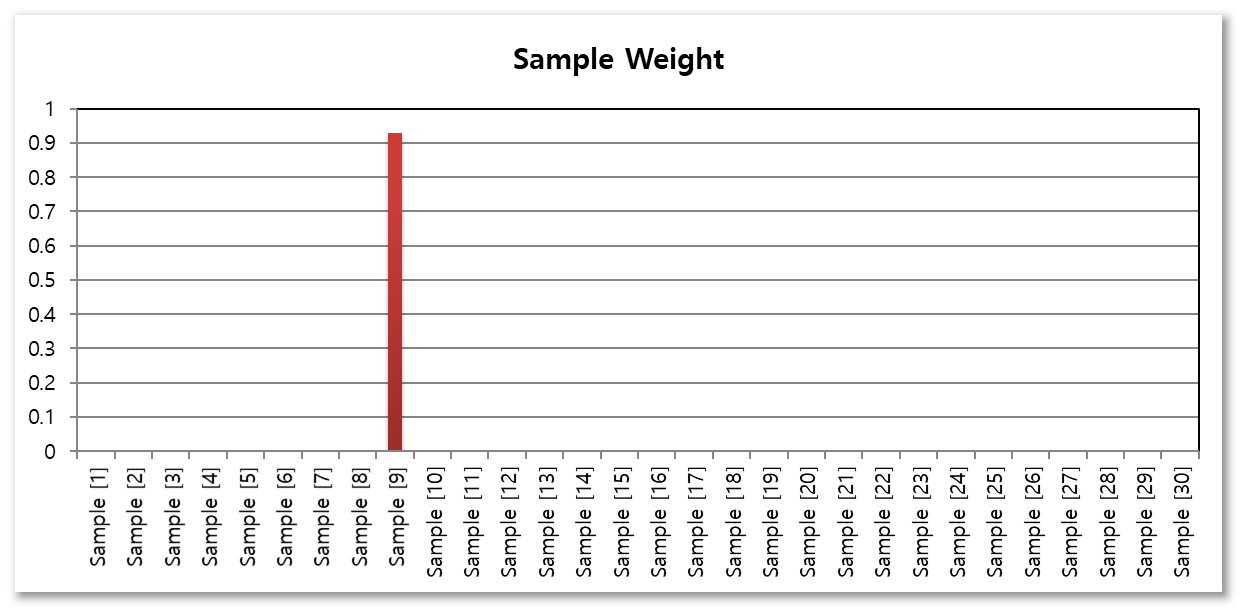 Sample Weight
1
0.9
0.8
0.7
0.6
0.5
0.4
0.3
0.2
0.1
0
Sample [1]
Sample [2]
Sample [3]
Sample [4]
Sample [5]
Sample [6]
Sample [7]
Sample [8]
Sample [9]
Sample [10]
Sample [11]
Sample [12]
Sample [13]
Sample [14]
Sample [15]
Sample [16]
Sample [17]
Sample [18]
Sample [19]
Sample [20]
Sample [21]
Sample [22]
Sample [23]
Sample [24]
Sample [25]
Sample [26]
Sample [27]
Sample [28]
Sample [29]
Sample [30]